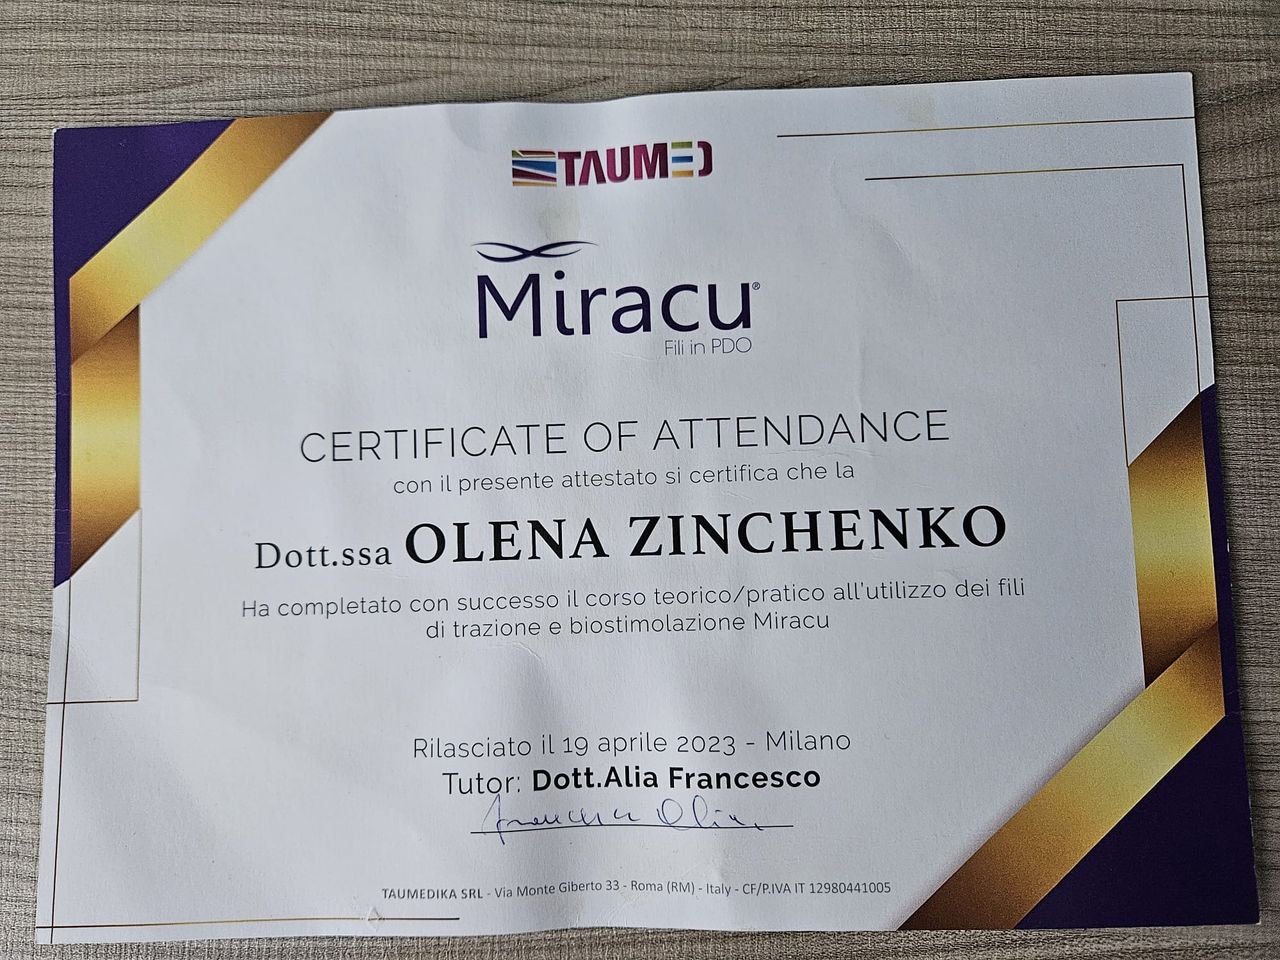 TAUMED
Miracu®
Fili in PDO
CERTIFICATE OF ATTENDANCE
con il presente attestato si certifica che la
Dott.ssa OLENA ZINCHENKO
Ha completato con successo il corso teorico/pratico all'utilizzo dei fili
di trazione e biostimolazione Miracu
Rilasciato il 19 aprile 2023 - Milano
Tutor: Dott.Alia Francesco
TAUMEDIKA SRL - Via Monte Giberto 33 - Roma (RM) - Italy - CF/P.IVA IT 12980441005